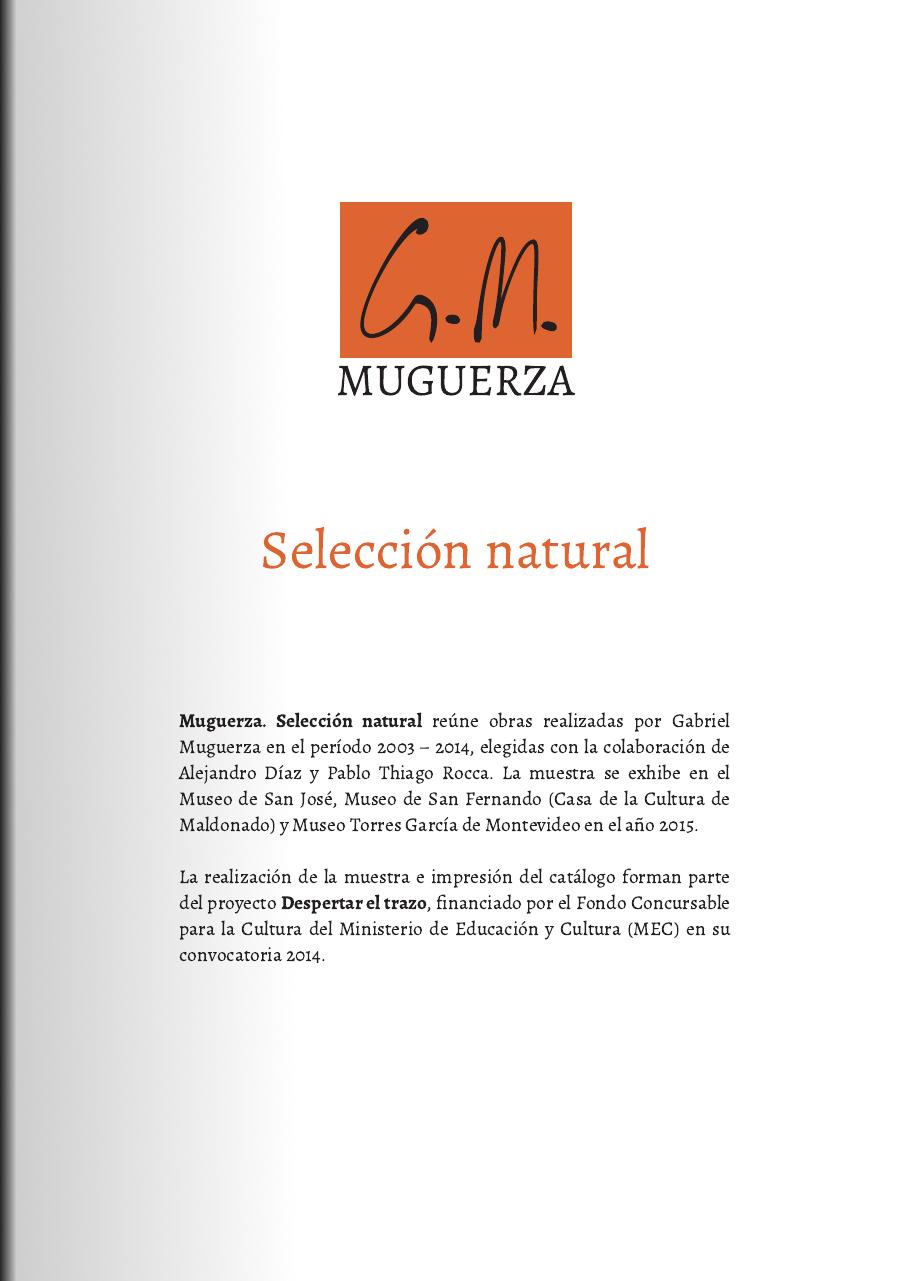 G.M.
MUGUERZA
Selección natural
Muguerza. Selección natural reúne obras realizadas por Gabriel
Muguerza en el período 2003 – 2014, elegidas con la colaboración de
Alejandro Díaz y Pablo Thiago Rocca. La muestra se exhibe en el
Museo de San José, Museo de San Fernando (Casa de la Cultura de
Maldonado) y Museo Torres García de Montevideo en el año 2015.
La realización de la muestra e impresión del catálogo forman parte
del proyecto Despertar el trazo, financiado por el Fondo Concursable
para la Cultura del Ministerio de Educación y Cultura (MEC) en su
convocatoria 2014.